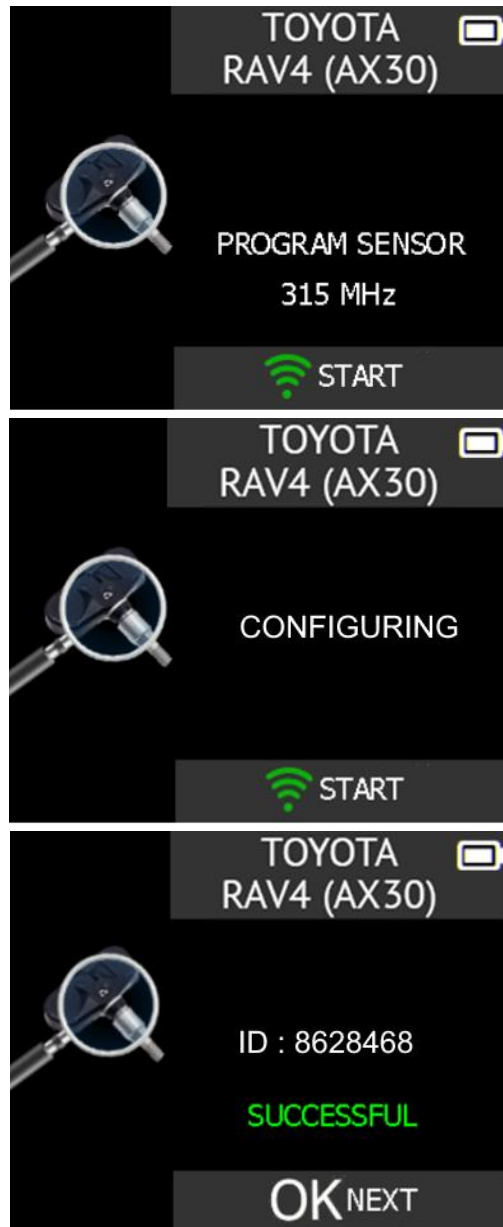 TOYOTA
RAV4 (AX30)
PROGRAM SENSOR
315 MHz
START
TOYOTA
RAV4 (AX30)
CONFIGURING
START
TOYOTA
RAV4 (AX30)
ID : 8628468
SUCCESSFUL
OK NEXT